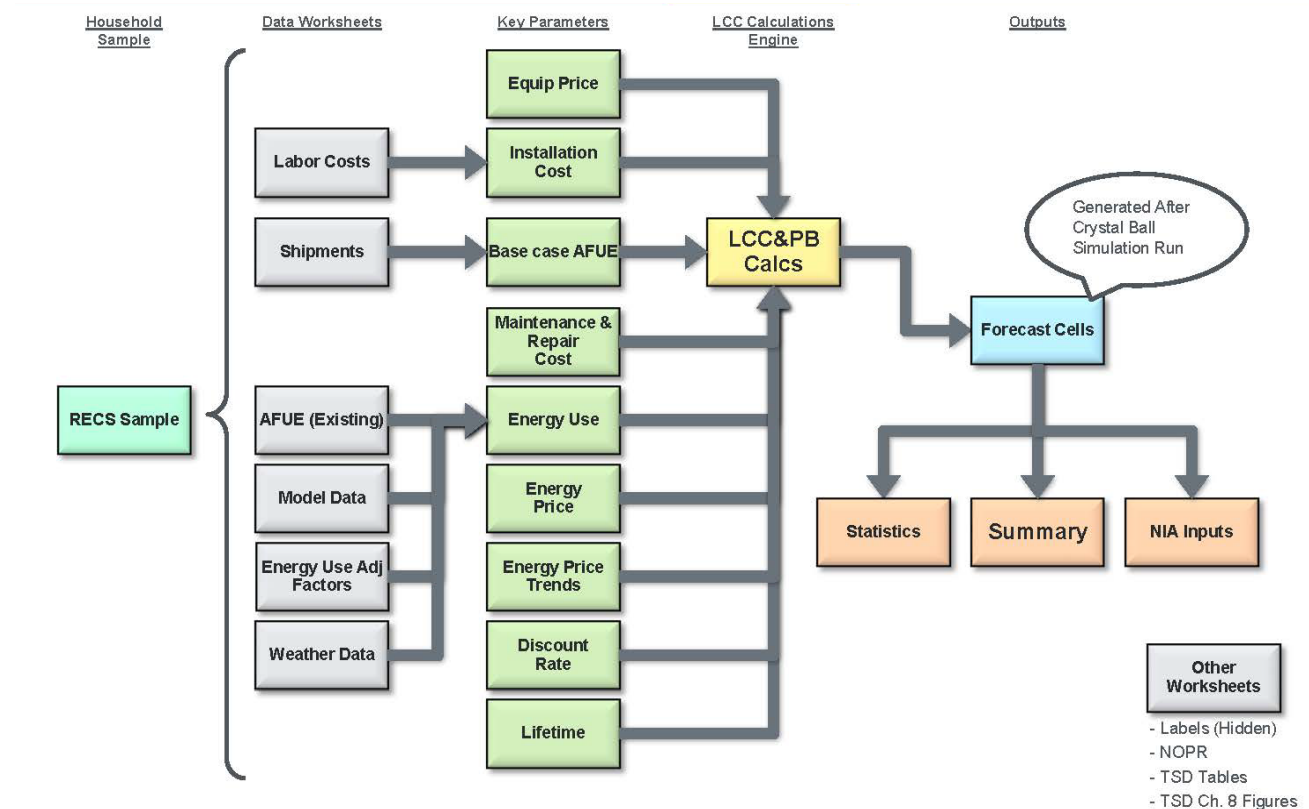 Household
Sample
Data Worksheets
Key Parameters
LCC Calculations
Engine
Outputs
Equip Price
Labor Costs
Installation
Cost
Shipments
Base case AFUE
LCC&PB
Calcs
Generated After
Crystal Ball
Simulation Run
Forecast Cells
Maintenance &
Repair
Cost
RECS Sample
AFUE (Existing)
Energy Use
Model Data
Energy
Price
Statistics
Summary
NIA Inputs
Energy Use Adj
Factors
Energy Price
Trends
Weather Data
Discount
Rate
Lifetime
Other
Worksheets
- Labels (Hidden)
- NOPR
- TSD Tables
- TSD Ch. 8 Figures